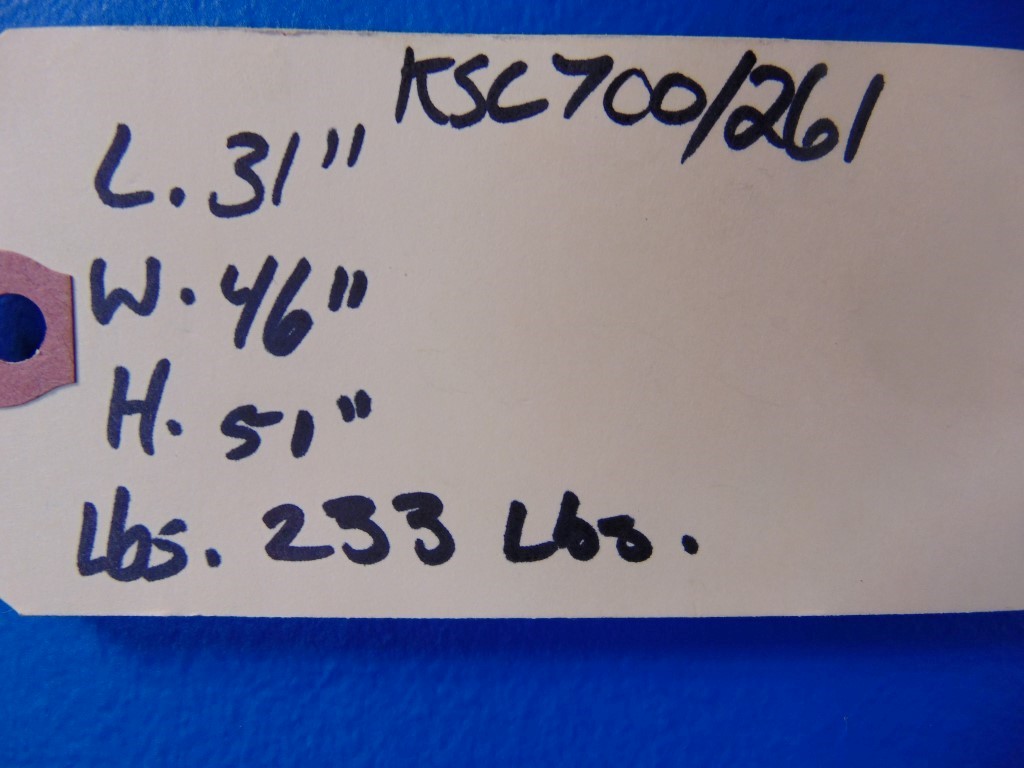 KSC700/261
L. 31"
W. 46"
H. 51"
Lbs. 233 Lbs.